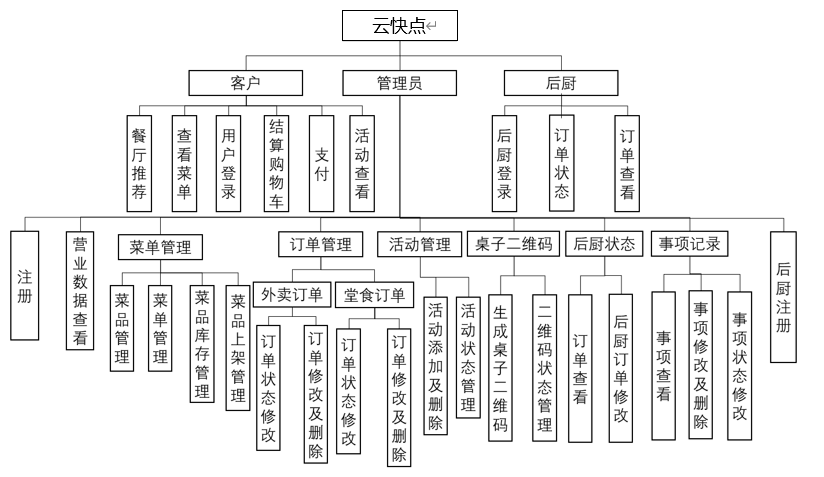 云快点
客户
管理员
后厨
餐厅推荐
查看菜单
用户登录
结算购物车
支付
活动查看
后厨登录
订单状态
订单查看
注册
营业数据查看
菜单管理
订单管理
活动管理
桌子二维码
后厨状态
事项记录
后厨注册
菜品管理
菜单管理
菜品库存管理
菜品上架管理
外卖订单
堂食订单
订单状态修改
订单修改及删除
订单状态修改
订单修改及删除
活动添加及删除
活动状态管理
生成桌子二维码
二维码状态管理
订单查看
后厨订单修改
事项查看
事项修改及删除
事项状态修改